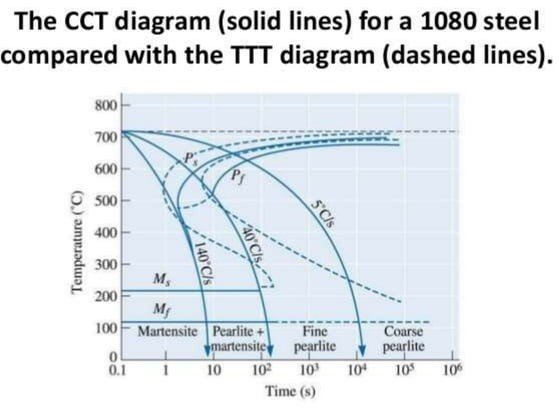 The CCT diagram (solid lines) for a 1080 steel
compared with the TTT diagram (dashed lines).
800
700
600
500
400
300
200
100
0
Temperature (°C)
Ps
Pf
5°C/s
40°C/s
140°C/s
Ms
Mf
Martensite
Pearlite +
martensite
Fine
pearlite
Coarse
pearlite
0.1 1 10 10² 10³ 10⁴ 10⁵ 10⁶
Time (s)